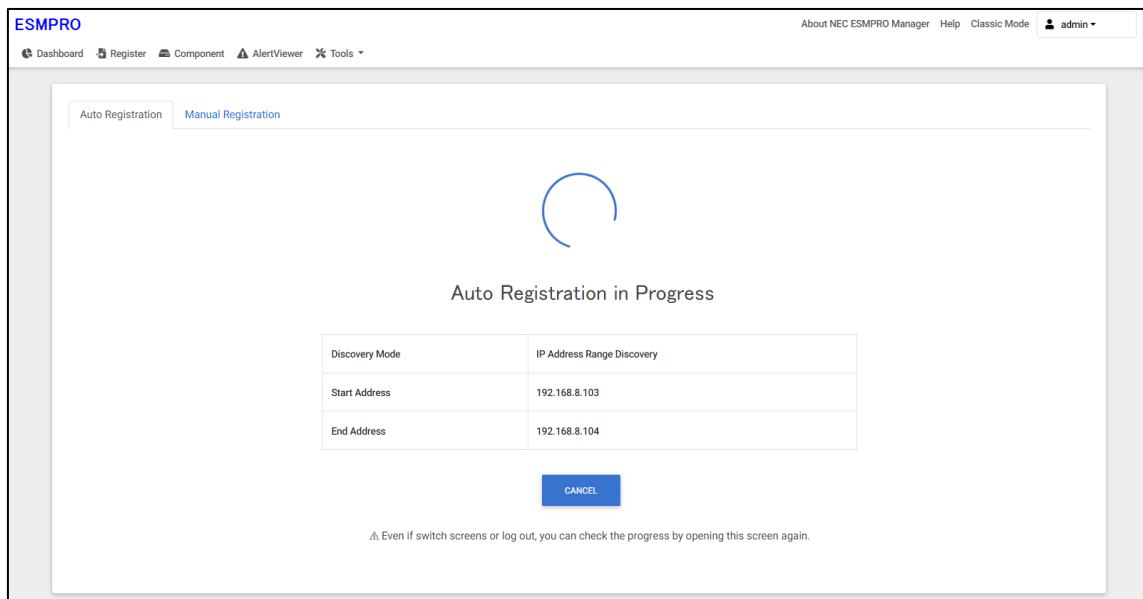 ESMPRO
About NEC ESMPRO Manager Help Classic Mode admin
Dashboard Register Component AlertViewer Tools
Auto Registration Manual Registration
Auto Registration in Progress
Discovery Mode IP Address Range Discovery
Start Address 192.168.8.103
End Address 192.168.8.104
CANCEL
⚠ Even if switch screens or log out, you can check the progress by opening this screen again.